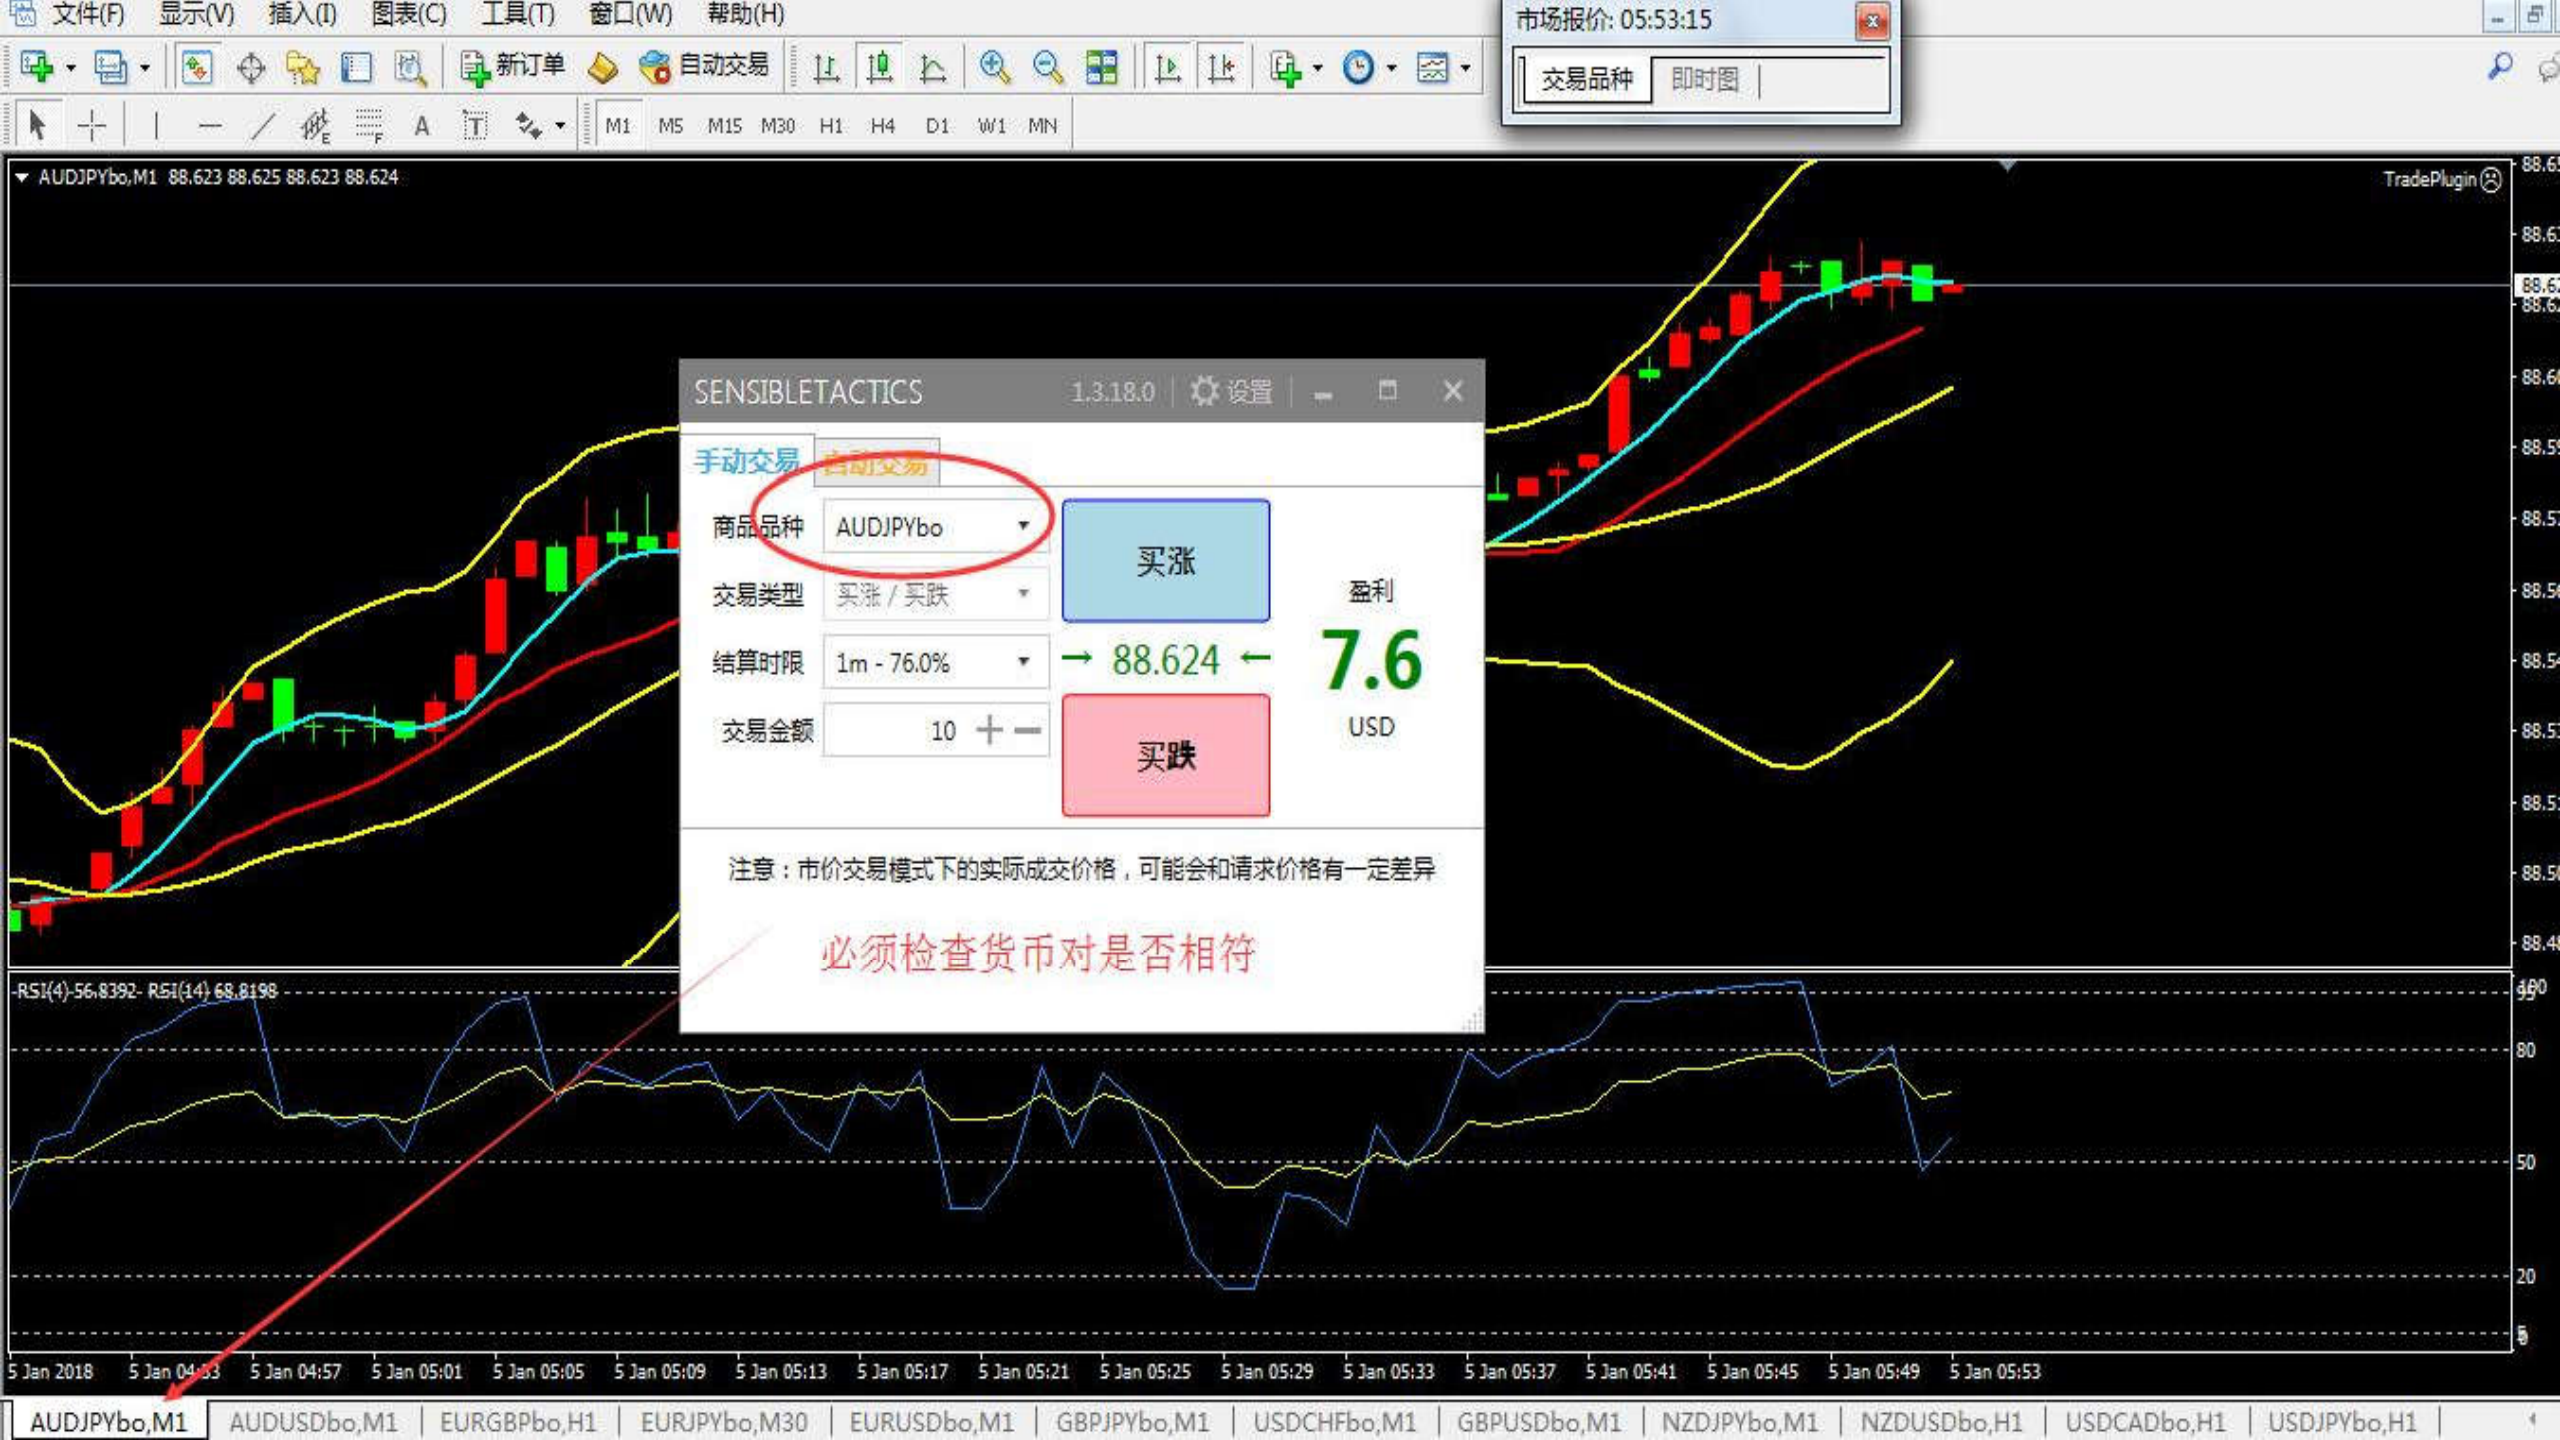 文件(F) 显示(V) 插入(I) 图表(C) 工具(T) 窗口(W) 帮助(H)
市场报价: 05:53:15
新订单 自动交易
交易品种 即时图
A T E F
M1 M5 M15 M30 H1 H4 D1 W1 MN
AUDJPYbo,M1 88.623 88.625 88.623 88.624
TradePlugin
SENSIBLETACTICS 1.3.18.0 设置
手动交易 自动交易
商品品种 AUDJPYbo
买涨
交易类型 买涨 / 买跌
盈利
结算时限 1m - 76.0%
88.624
7.6
交易金额 10
USD
买跌
注意：市价交易模式下的实际成交价格，可能会和请求价格有一定差异
必须检查货币对是否相符
RSI(4) 56.8392 RSI(14) 68.8198
80
50
20
5 Jan 2018 5 Jan 04:53 5 Jan 04:57 5 Jan 05:01 5 Jan 05:05 5 Jan 05:09 5 Jan 05:13 5 Jan 05:17 5 Jan 05:21 5 Jan 05:25 5 Jan 05:29 5 Jan 05:33 5 Jan 05:37 5 Jan 05:41 5 Jan 05:45 5 Jan 05:49 5 Jan 05:53
AUDJPYbo,M1 AUDUSDbo,M1 EURGBPbo,H1 EURJPYbo,M30 EURUSDbo,M1 GBPJPYbo,M1 USDCHFbo,M1 GBPUSDbo,M1 NZDJPYbo,M1 NZDUSDbo,H1 USDCADbo,H1 USDJPYbo,H1